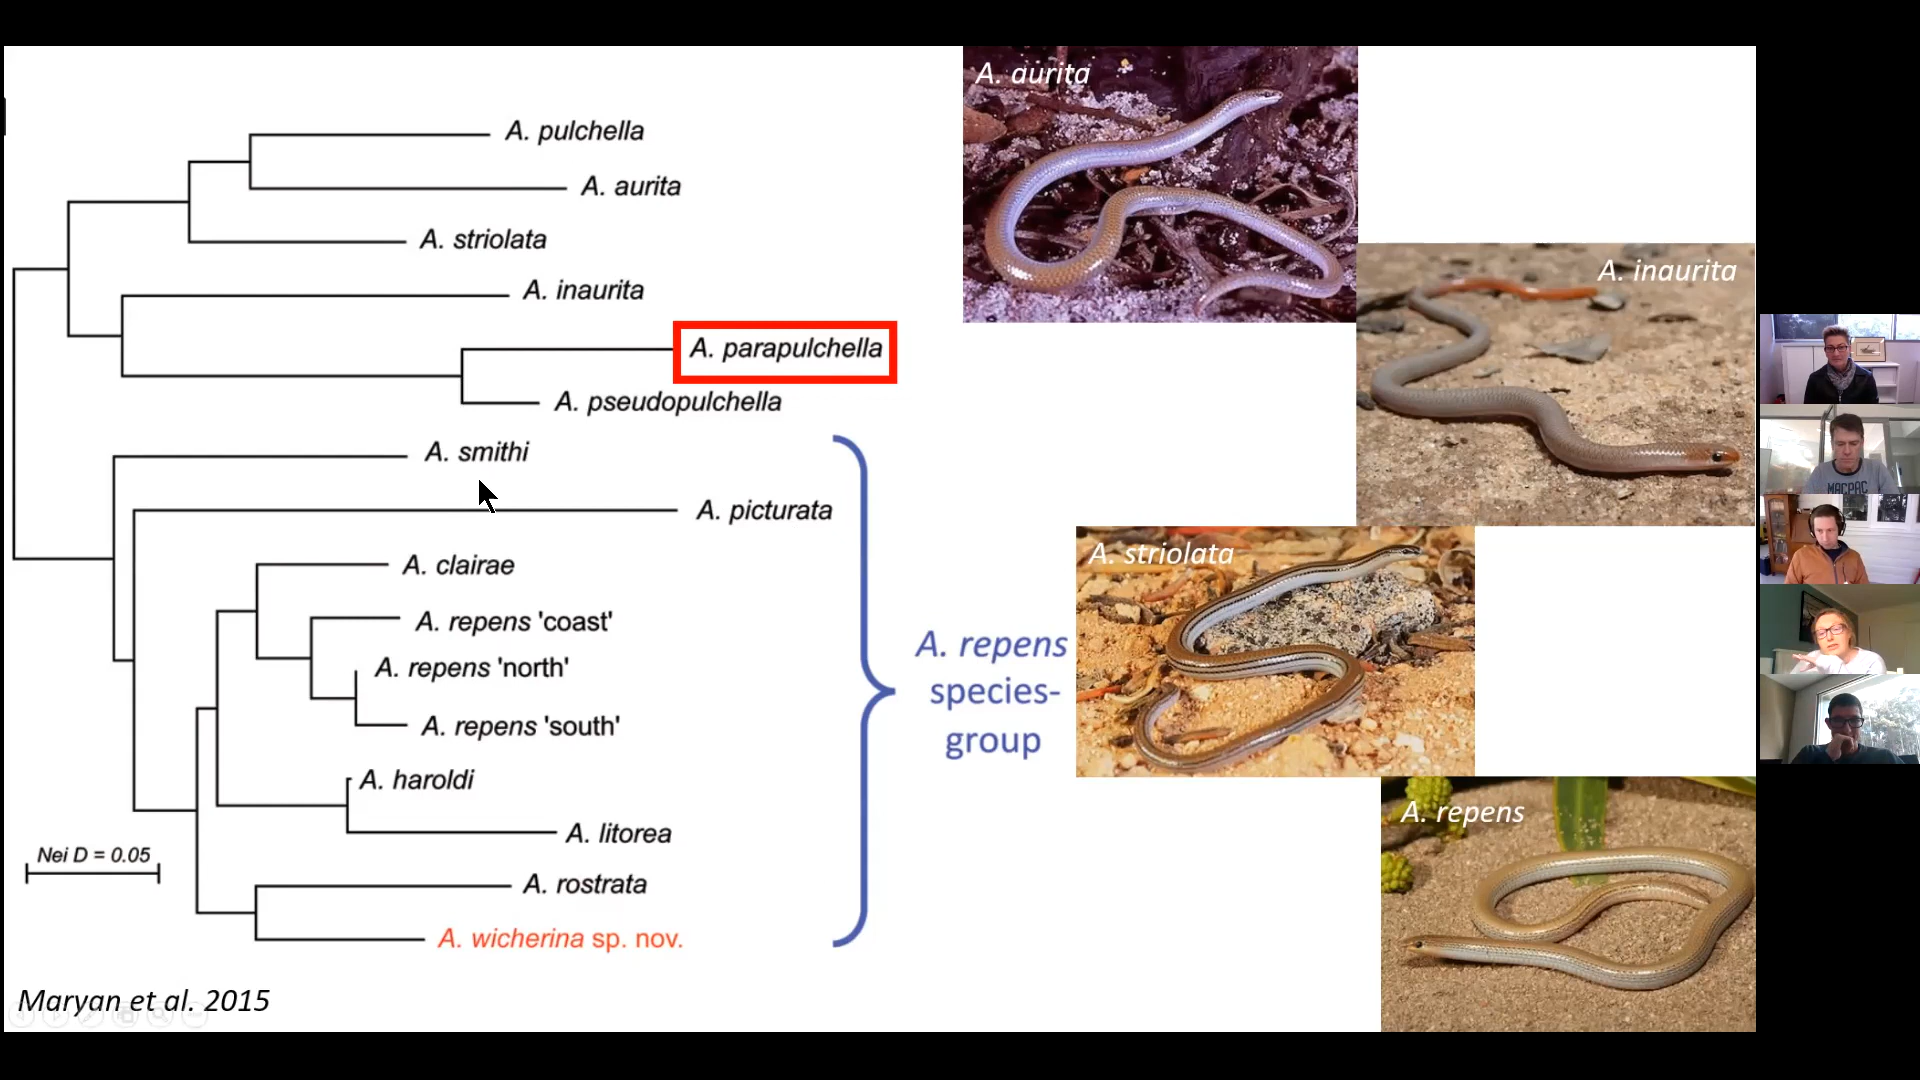 A. pulchella
A. aurita
A. striolata
A. inaurita
A. parapulchella
A. pseudopulchella
A. smithi
A. picturata
A. clairae
A. repens 'coast'
A. repens 'north'
A. repens 'south'
A. haroldi
A. litorea
A. rostrata
A. wicherina sp. nov.
Nei D = 0.05
Maryan et al. 2015
A. repens
species-
group
A. aurita
A. inaurita
A. striolata
A. repens
MACPAC